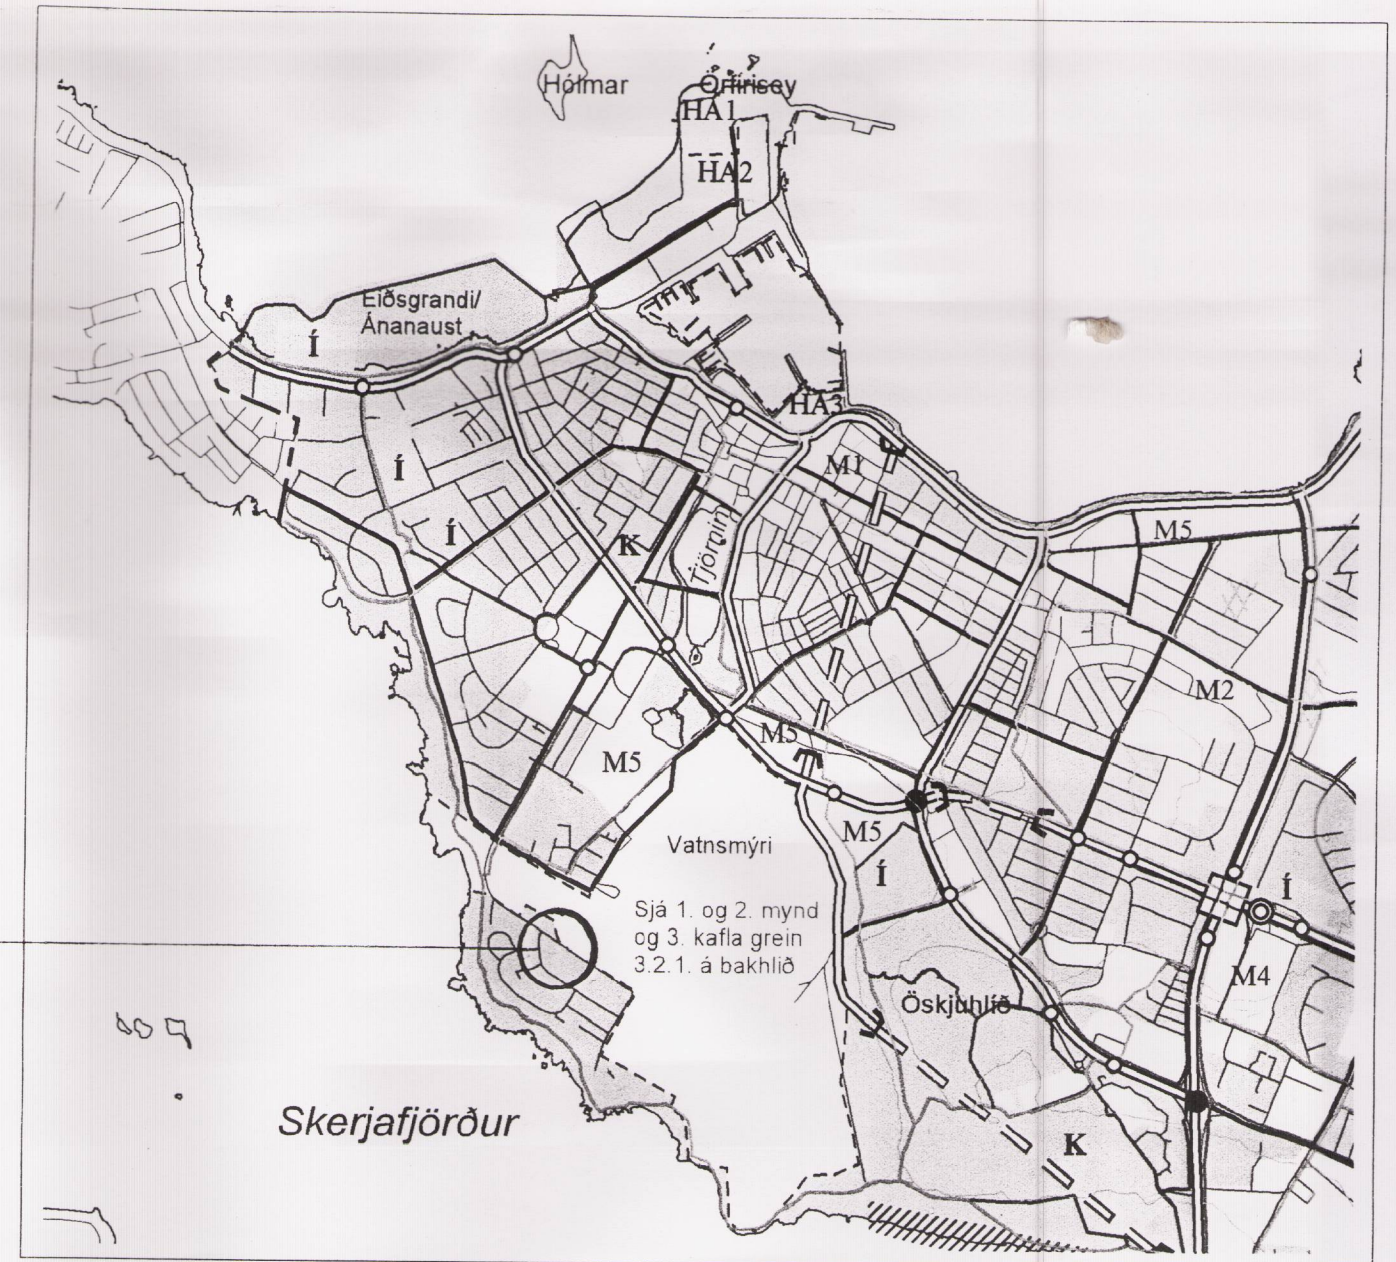 Hólmar
Örfirisey
HA1
HA2
Eiðsgrandi/
Ánanaust
Í
HA3
Í
M1
Í
K
Tjörnin
M5
M2
M5
M5
Vatnsmýri
M5
Í
Í
Sjá 1. og 2. mynd
og 3. kafla grein
3.2.1. á bakhlið
Öskjuhlíð
M4
Skerjafjörður
K